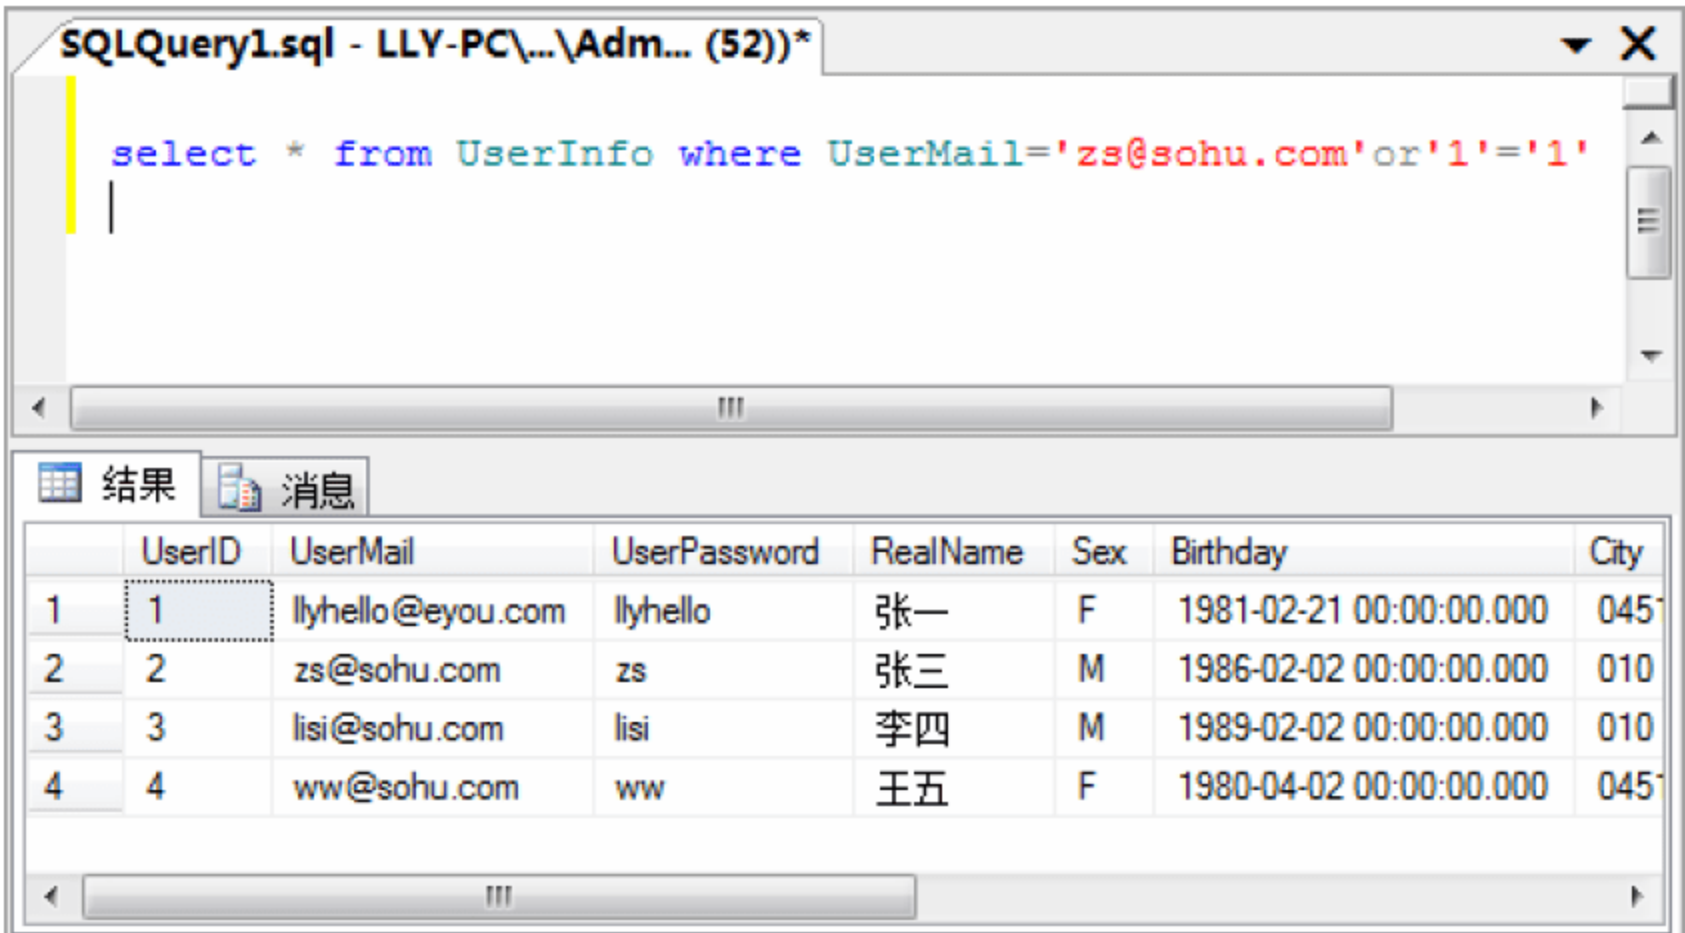 SQLQuery1.sql - LLY-PC\...\Adm... (52))*
select * from UserInfo where UserMail='zs@sohu.com'or'1'='1'
结果 消息
UserID UserMail UserPassword RealName Sex Birthday City
1 1 llyhello@eyou.com llyhello 张一 F 1981-02-21 00:00:00.000 0451
2 2 zs@sohu.com zs 张三 M 1986-02-02 00:00:00.000 010
3 3 lisi@sohu.com lisi 李四 M 1989-02-02 00:00:00.000 010
4 4 ww@sohu.com ww 王五 F 1980-04-02 00:00:00.000 0451